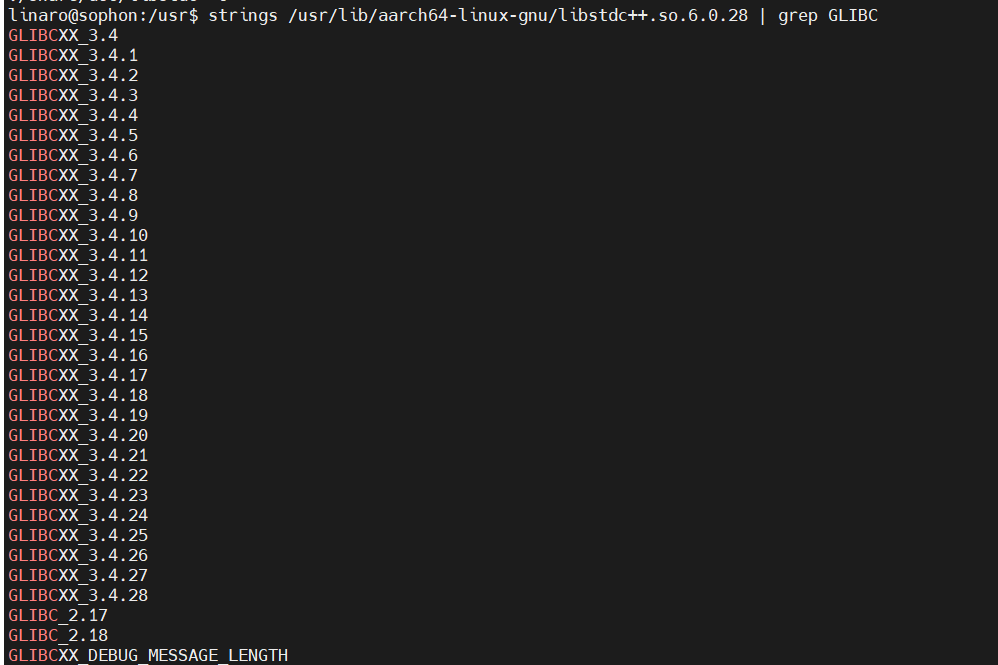 linaro@sophon:/usr$ strings /usr/lib/aarch64-linux-gnu/libstdc++.so.6.0.28 | grep GLIBC
GLIBCXX_3.4
GLIBCXX_3.4.1
GLIBCXX_3.4.2
GLIBCXX_3.4.3
GLIBCXX_3.4.4
GLIBCXX_3.4.5
GLIBCXX_3.4.6
GLIBCXX_3.4.7
GLIBCXX_3.4.8
GLIBCXX_3.4.9
GLIBCXX_3.4.10
GLIBCXX_3.4.11
GLIBCXX_3.4.12
GLIBCXX_3.4.13
GLIBCXX_3.4.14
GLIBCXX_3.4.15
GLIBCXX_3.4.16
GLIBCXX_3.4.17
GLIBCXX_3.4.18
GLIBCXX_3.4.19
GLIBCXX_3.4.20
GLIBCXX_3.4.21
GLIBCXX_3.4.22
GLIBCXX_3.4.23
GLIBCXX_3.4.24
GLIBCXX_3.4.25
GLIBCXX_3.4.26
GLIBCXX_3.4.27
GLIBCXX_3.4.28
GLIBC_2.17
GLIBC_2.18
GLIBCXX_DEBUG_MESSAGE_LENGTH